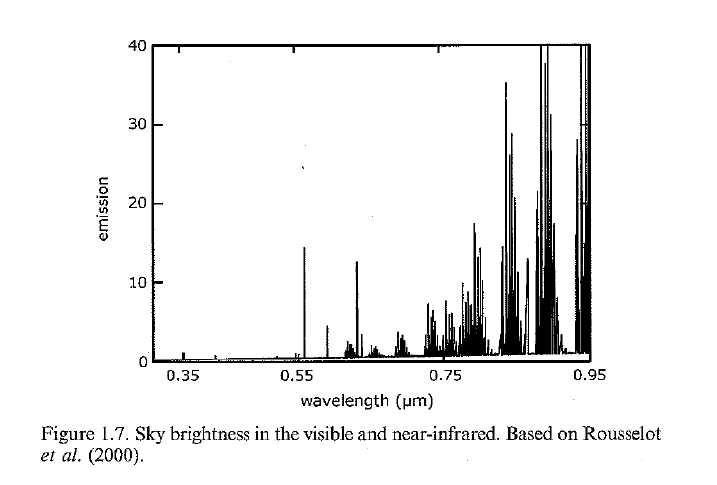 40
30
20
10
0
emission
0.35 0.55 0.75 0.95
wavelength (µm)
Figure 1.7. Sky brightness in the visible and near-infrared. Based on Rousselot
et al. (2000).